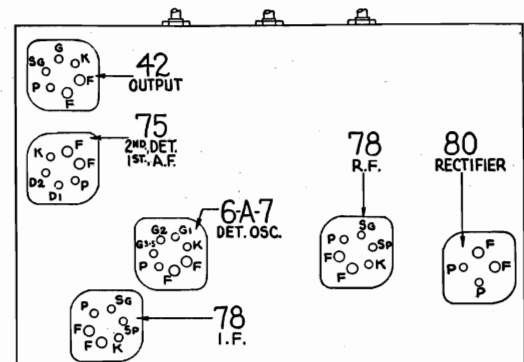 G
SG K
P F
F
42
OUTPUT
K F
F
D2 P
D1
75
2ND. DET.
1ST. A.F.
G2 G1
G3-5 K
P F
F
6-A-7
DET. OSC.
78
R.F.
P SG
SP
F K
F
80
RECTIFIER
F
P F
P
P SG
SP
F K
F
78
I.F.